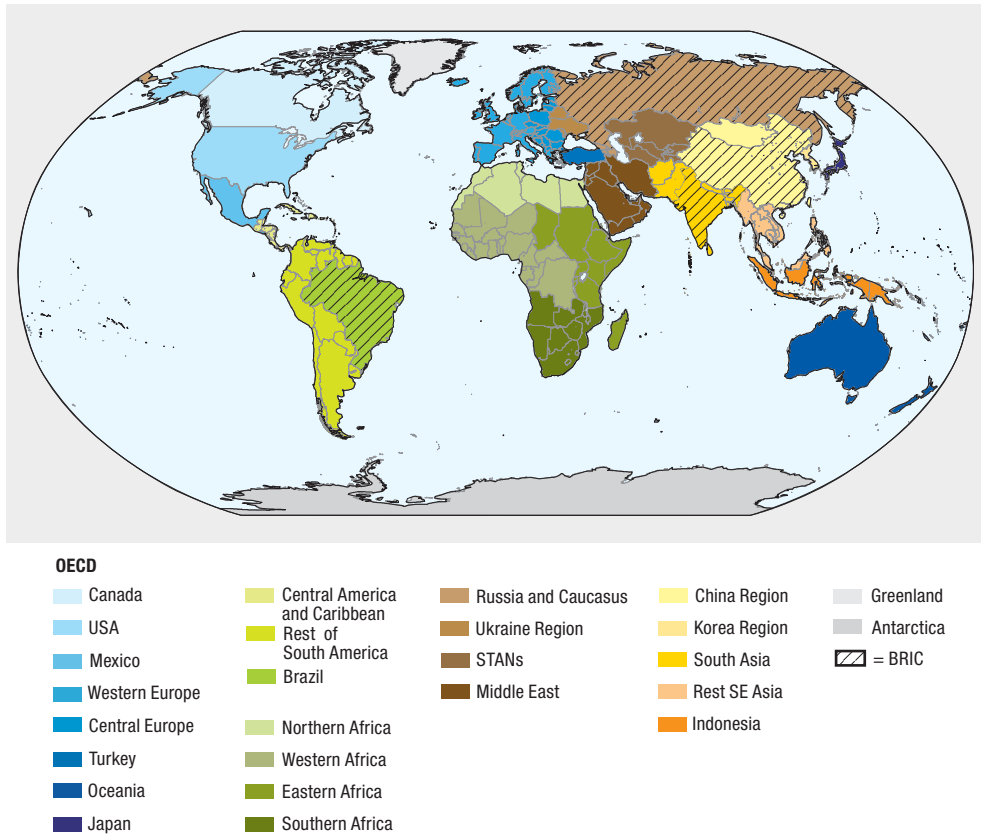 OECD
Canada
USA
Mexico
Western Europe
Central Europe
Turkey
Oceania
Japan
Central America
and Caribbean
Rest of
South America
Brazil
Northern Africa
Western Africa
Eastern Africa
Southern Africa
Russia and Caucasus
Ukraine Region
STANs
Middle East
China Region
Korea Region
South Asia
Rest SE Asia
Indonesia
Greenland
Antarctica
= BRIC